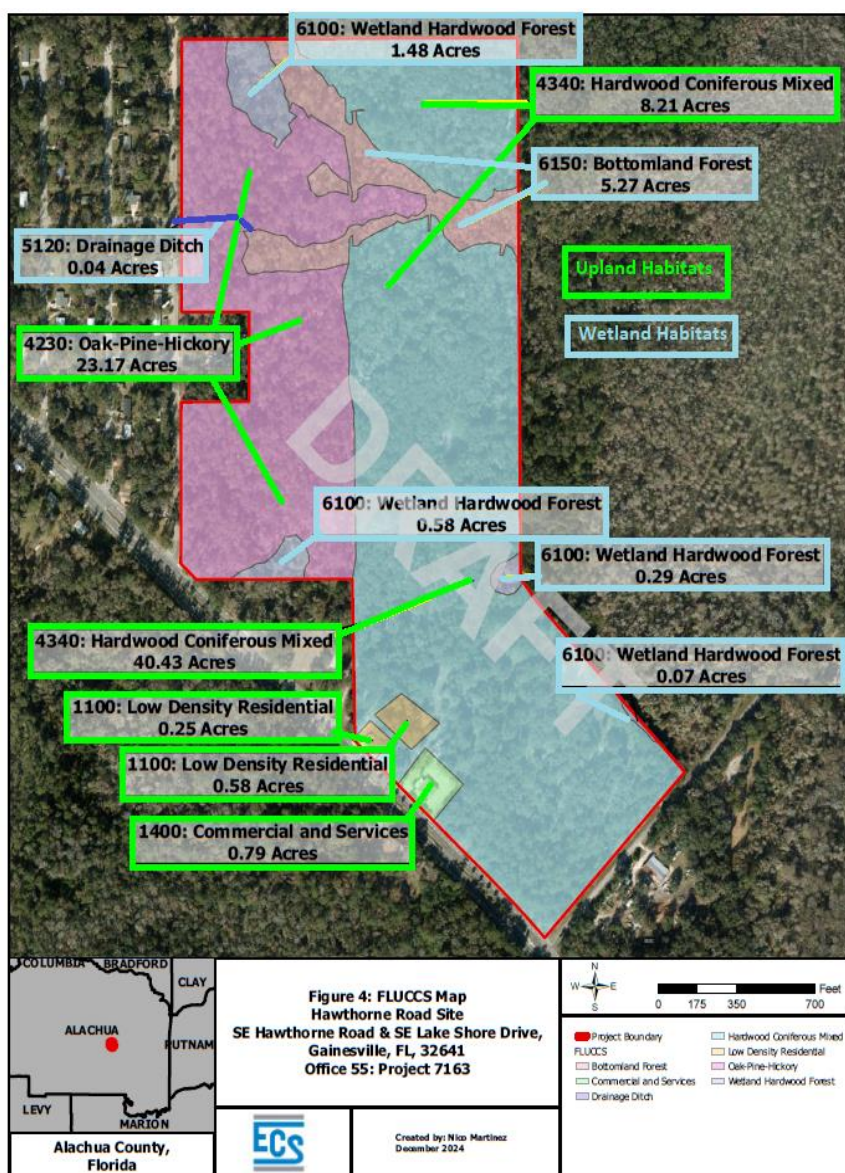 6100: Wetland Hardwood Forest
1.48 Acres
4340: Hardwood Coniferous Mixed
8.21 Acres
6150: Bottomland Forest
5.27 Acres
5120: Drainage Ditch
0.04 Acres
Upland Habitats
Wetland Habitats
4230: Oak-Pine-Hickory
23.17 Acres
DRAFT
6100: Wetland Hardwood Forest
0.58 Acres
6100: Wetland Hardwood Forest
0.29 Acres
4340: Hardwood Coniferous Mixed
40.43 Acres
6100: Wetland Hardwood Forest
0.07 Acres
1100: Low Density Residential
0.25 Acres
1100: Low Density Residential
0.58 Acres
1400: Commercial and Services
0.79 Acres
COLUMBIA
BRADFORD
CLAY
ALACHUA
PUTNAM
LEVY
MARION
Alachua County,
Florida
Figure 4: FLUCCS Map
Hawthorne Road Site
SE Hawthorne Road & SE Lake Shore Drive,
Gainesville, FL, 32641
Office 55: Project 7163
ECS
Created by: Nico Martinez
December 2024
N
W E
S
Feet
0 175 350 700
Project Boundary
FLUCCS
Bottomland Forest
Commercial and Services
Drainage Ditch
Hardwood Coniferous Mixed
Low Density Residential
Oak-Pine-Hickory
Wetland Hardwood Forest